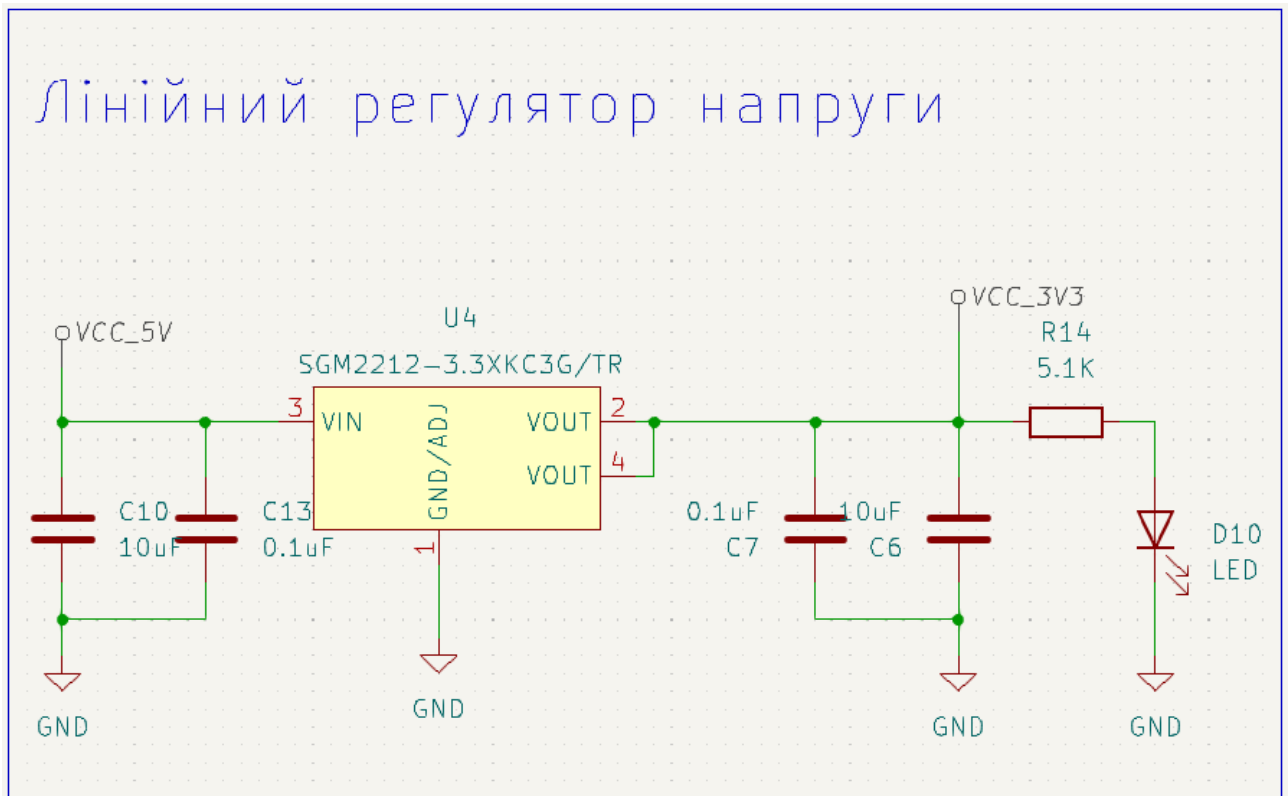 Лінійний регулятор напруги
VCC_5V
U4
SGM2212-3.3XKC3G/TR
VCC_3V3
R14
5.1K
3
VIN
GND/ADJ
VOUT
2
VOUT
4
1
C10
10uF
C13
0.1uF
0.1uF
C7
10uF
C6
D10
LED
GND
GND
GND
GND